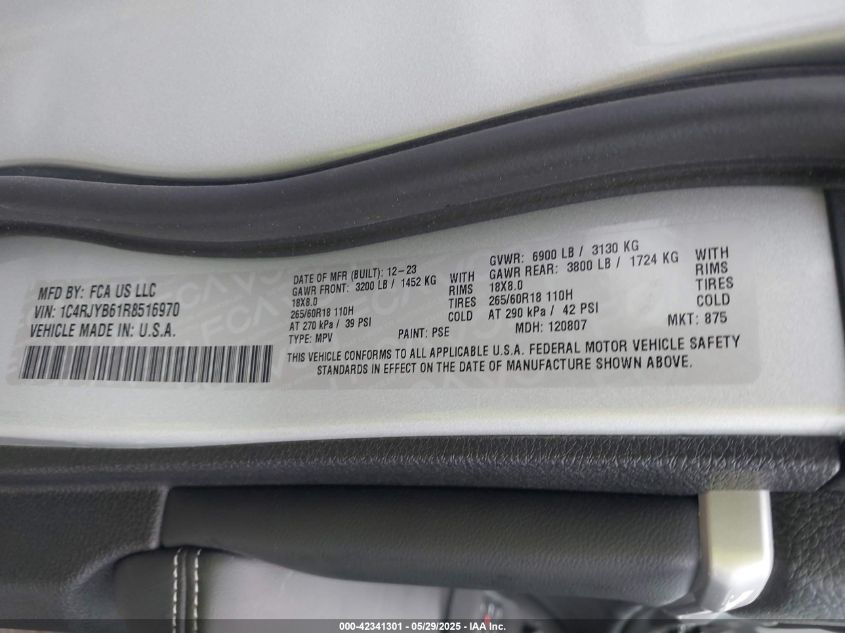 MFD BY: FCA US LLC
VIN: 1C4RJYB61R8516970
VEHICLE MADE IN: U.S.A.
DATE OF MFR (BUILT): 12-23
GAWR FRONT: 3200 LB / 1452 KG WITH
18X8.0 RIMS
265/60R18 110H TIRES
AT 270 kPa / 39 PSI COLD
TYPE: MPV PAINT: PSE
GVWR: 6900 LB / 3130 KG
GAWR REAR: 3800 LB / 1724 KG WITH
18X8.0 RIMS
265/60R18 110H TIRES
AT 290 kPa / 42 PSI COLD
MDH: 120807 MKT: 875
THIS VEHICLE CONFORMS TO ALL APPLICABLE U.S.A. FEDERAL MOTOR VEHICLE SAFETY
STANDARDS IN EFFECT ON THE DATE OF MANUFACTURE SHOWN ABOVE.
000-42341301 - 05/29/2025 - IAA Inc.